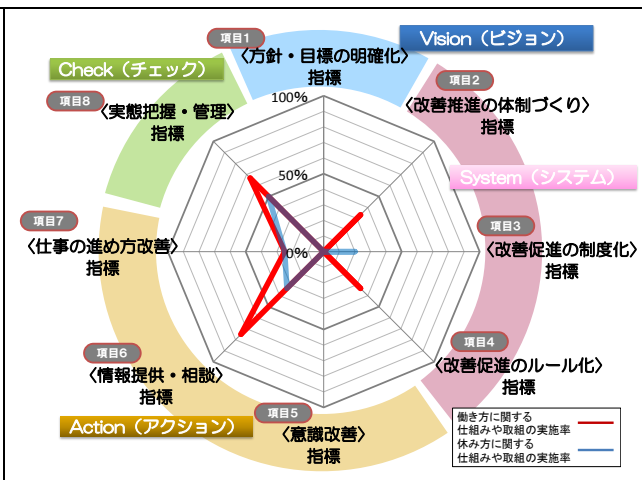 項目1
Vision（ビジョン）
〈方針・目標の明確化〉
指標
Check（チェック）
項目8
〈実態把握・管理〉
指標
項目2
〈改善推進の体制づくり〉
指標
100%
50%
0%
System（システム）
項目7
〈仕事の進め方改善〉
指標
項目3
〈改善促進の制度化〉
指標
項目6
〈情報提供・相談〉
指標
項目4
〈改善促進のルール化〉
指標
Action（アクション）
項目5
〈意識改善〉
指標
働き方に関する
仕組みや取組の実施率
休み方に関する
仕組みや取組の実施率